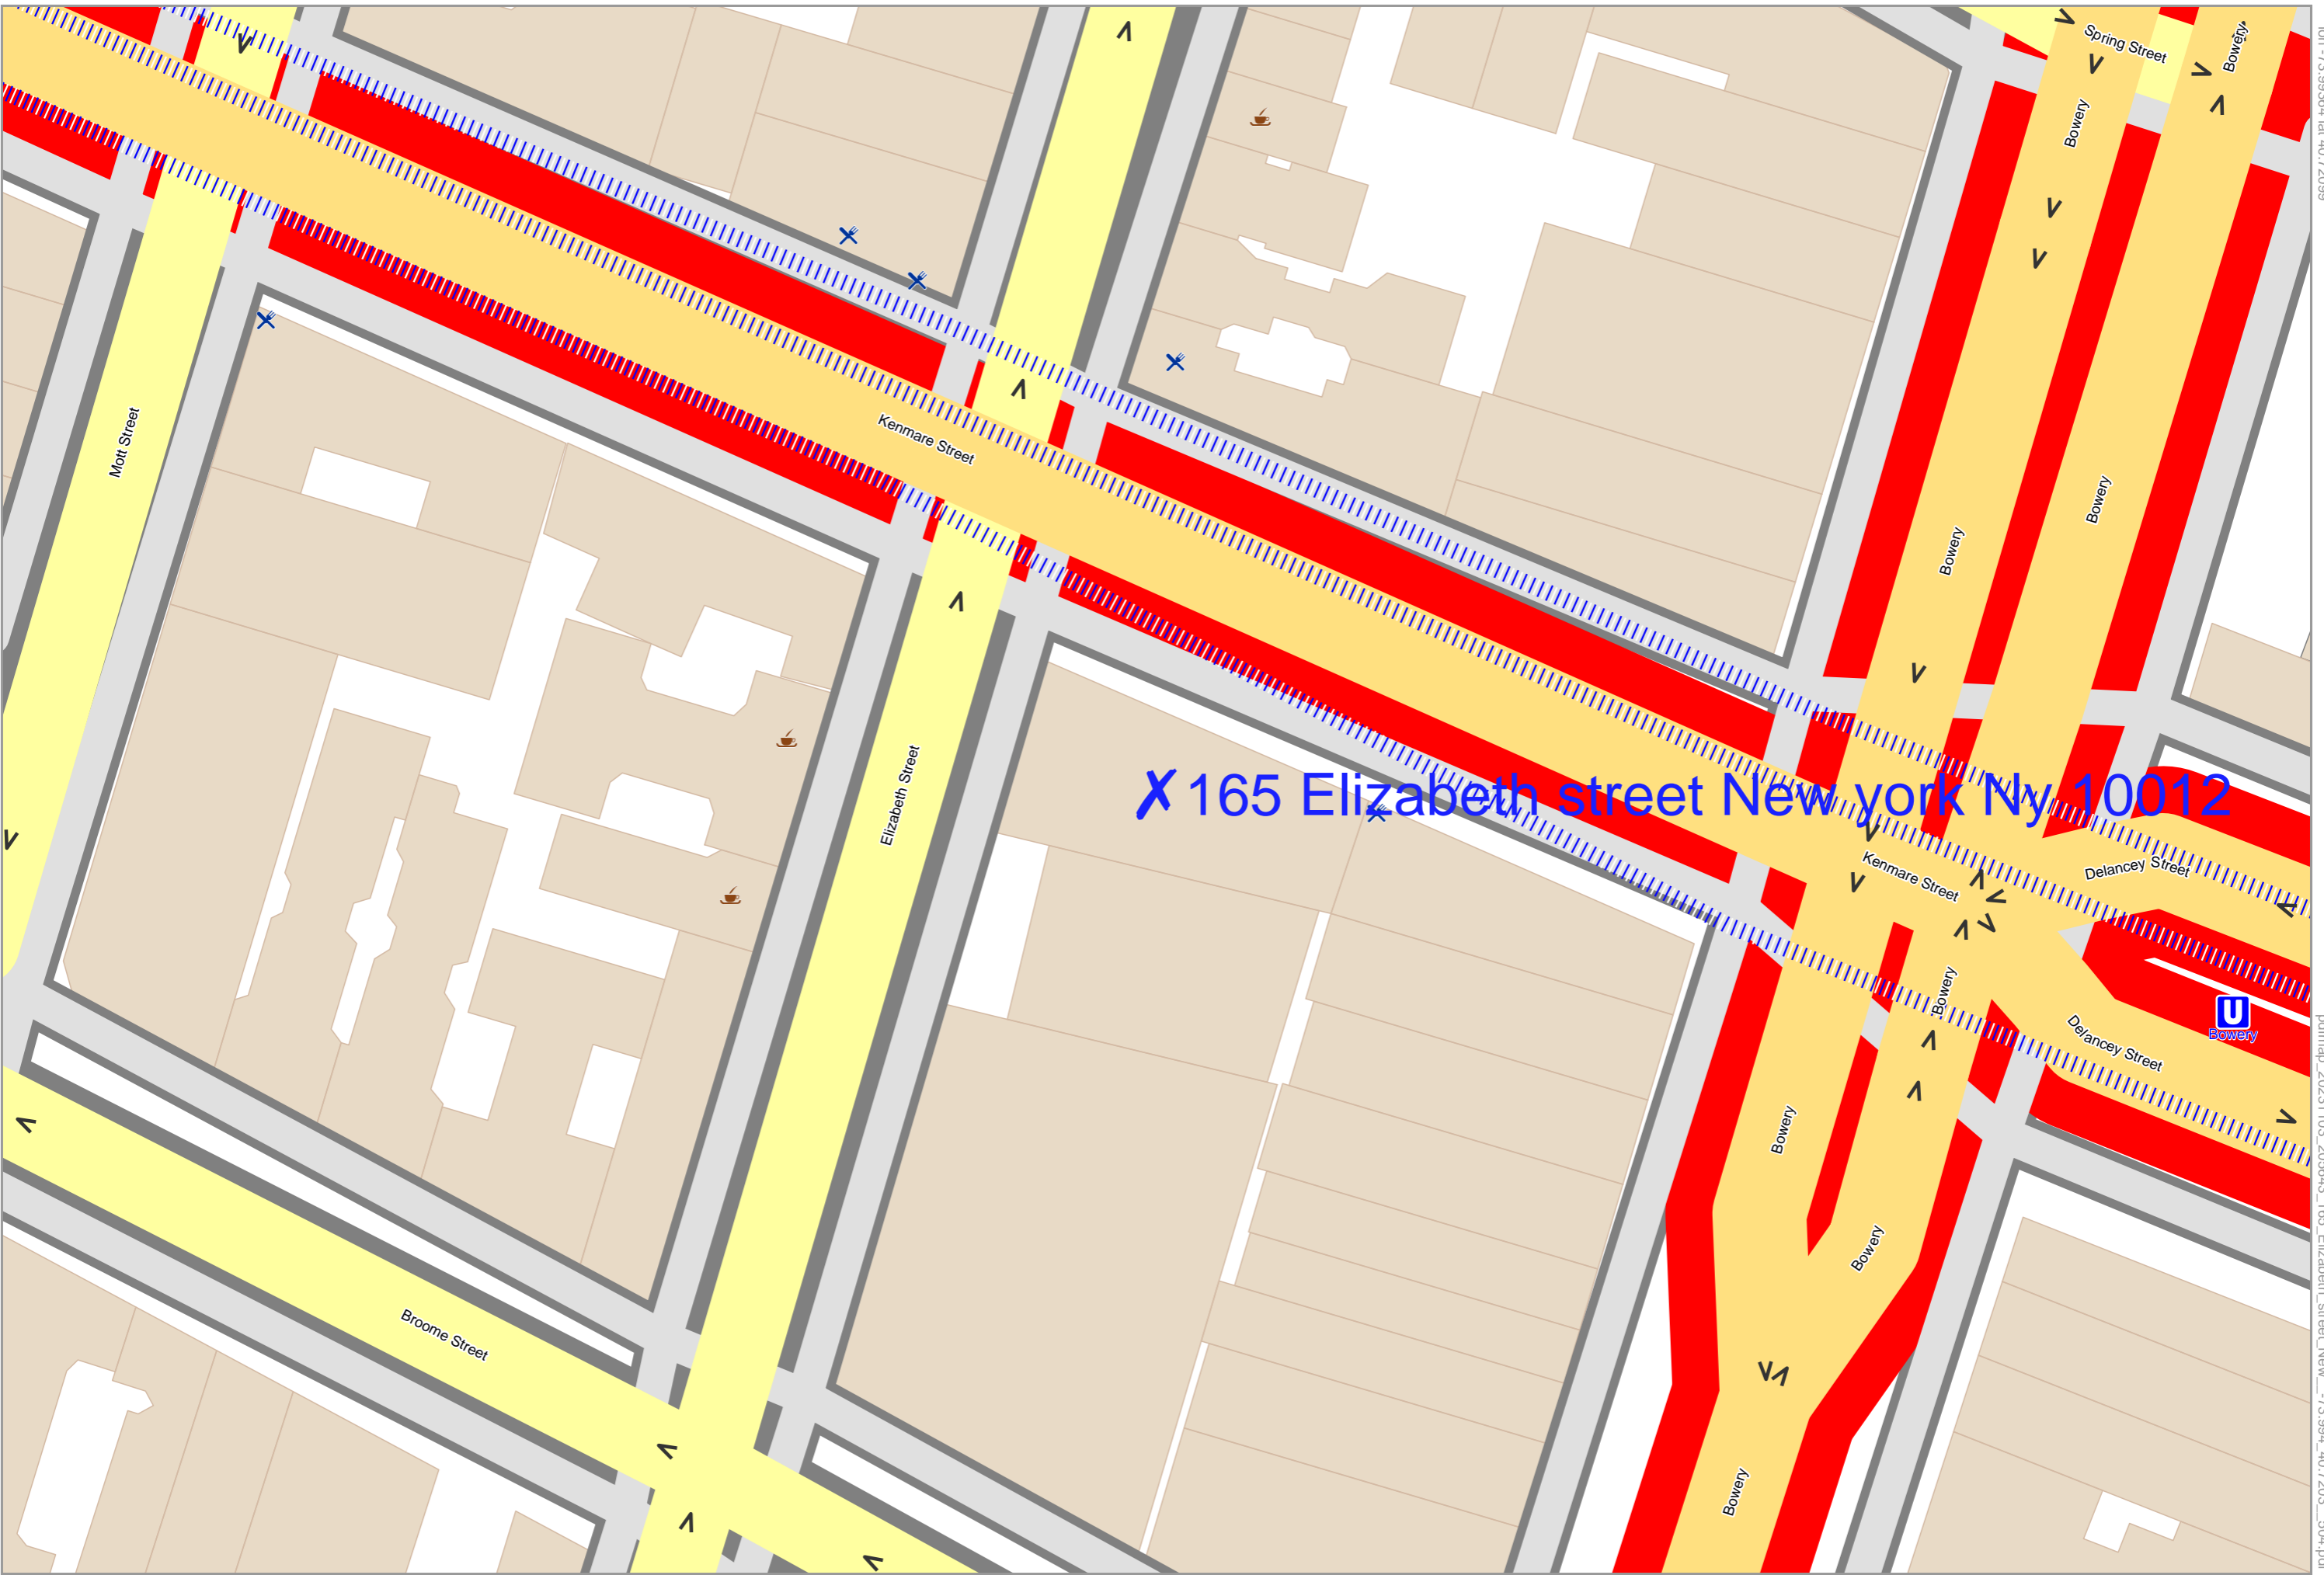 Spring Street
Bowery
Bowery
Mott Street
Kenmare Street
Bowery
Bowery
Elizabeth Street
✗165 Elizabeth street New york Ny 10012
Kenmare Street
Delancey Street
Bowery
U
Bowery
Delancey Street
Bowery
Bowery
Broome Street
Bowery